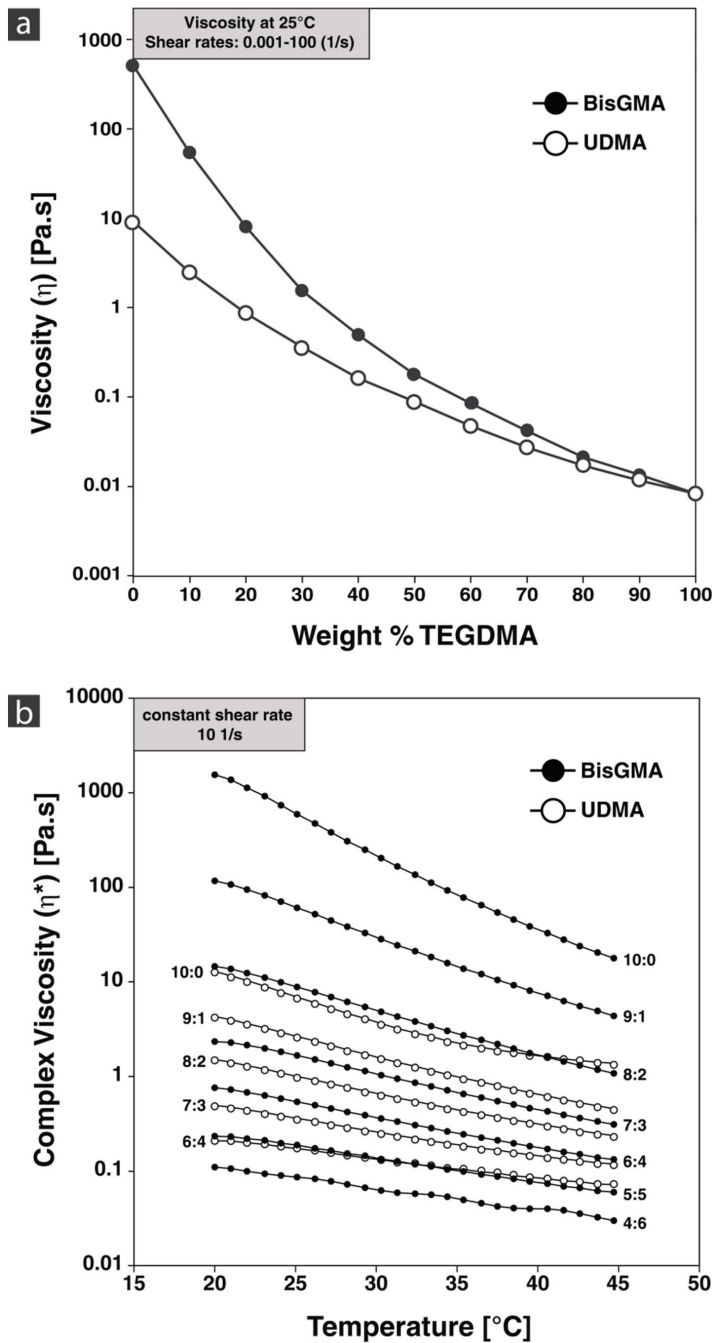 a
Viscosity at 25°C
Shear rates: 0.001-100 (1/s)
BisGMA
UDMA
Viscosity (η) [Pa.s]
1000
100
10
1
0.1
0.01
0.001
0 10 20 30 40 50 60 70 80 90 100
Weight % TEGDMA
b
constant shear rate
10 1/s
BisGMA
UDMA
Complex Viscosity (η*) [Pa.s]
10000
1000
100
10
1
0.1
0.01
10:0
9:1
8:2
7:3
6:4
10:0
9:1
8:2
7:3
6:4
5:5
4:6
15 20 25 30 35 40 45 50
Temperature [°C]